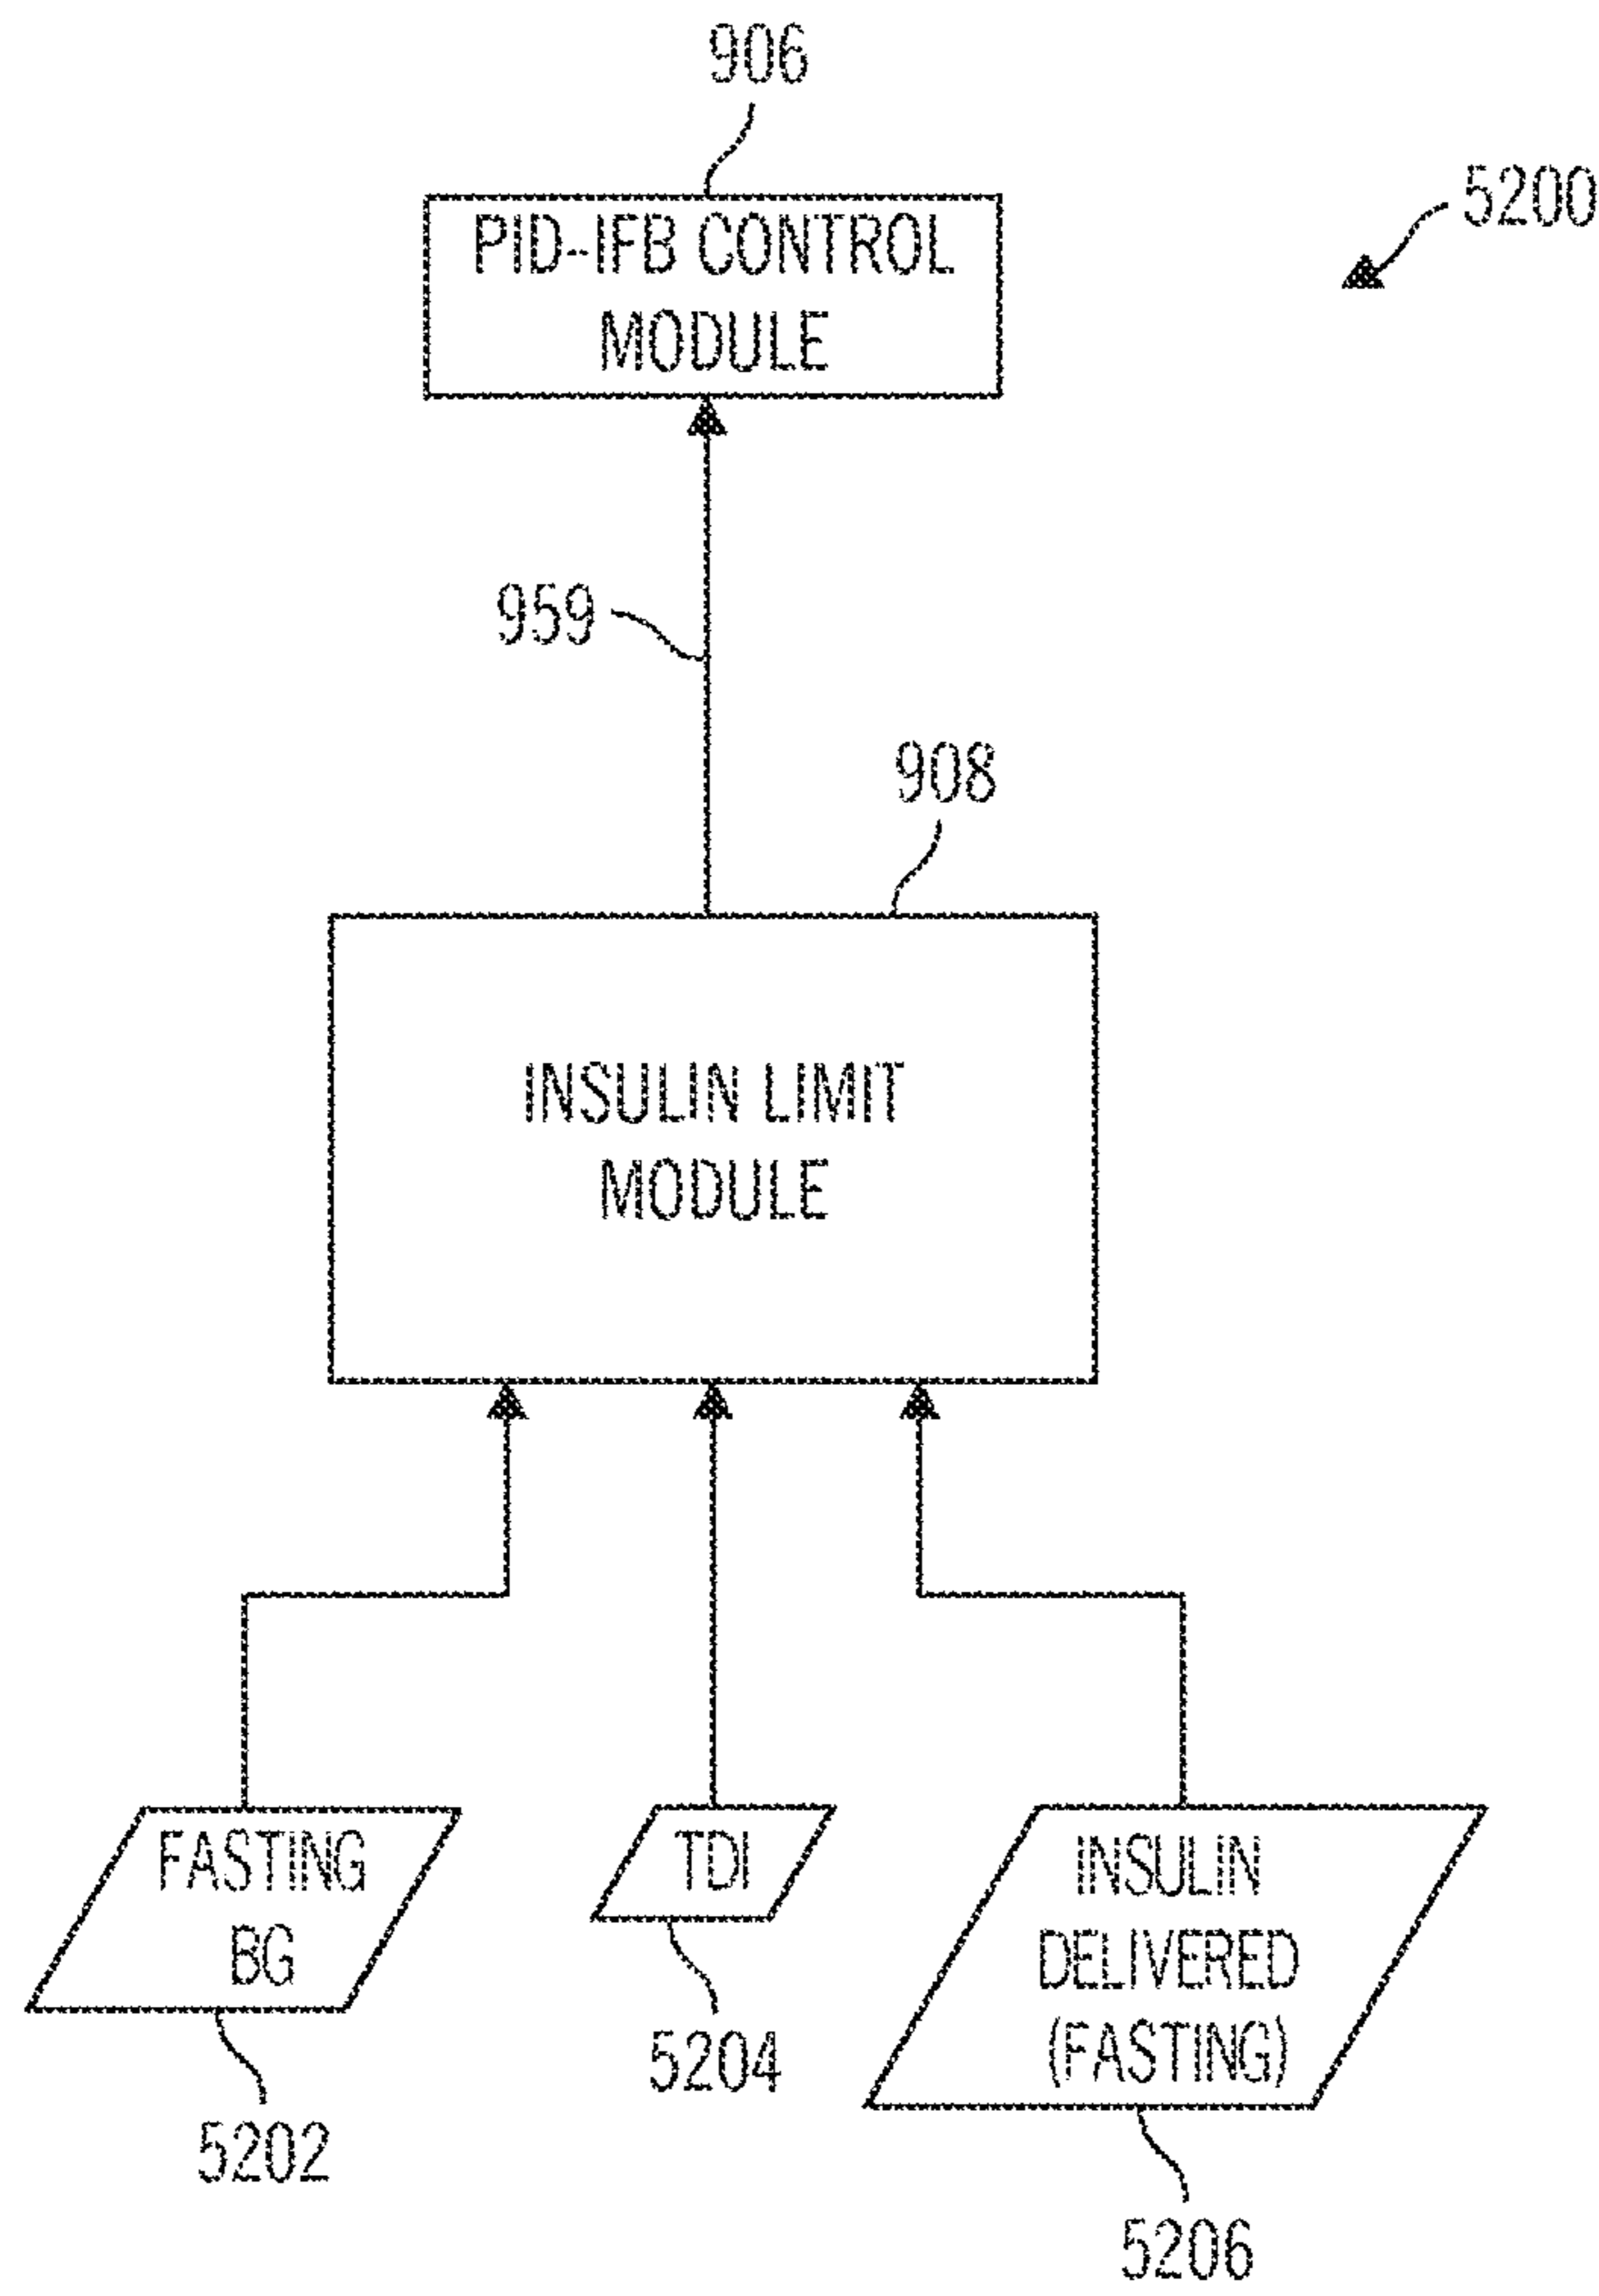 906
5200
PID-IFB CONTROL
MODULE
959
908
INSULIN LIMIT
MODULE
FASTING
BG
TDI
INSULIN
DELIVERED
(FASTING)
5202
5204
5206